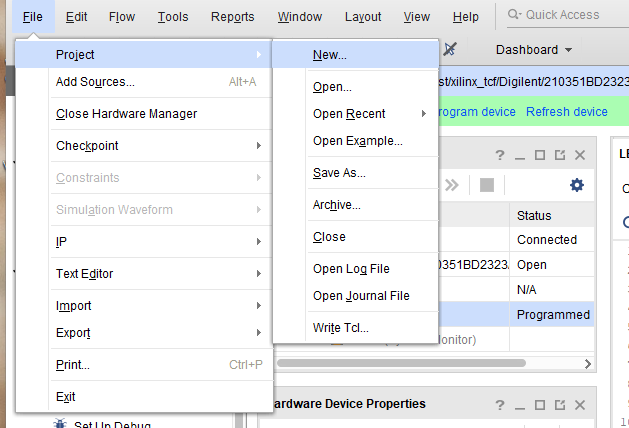 File Edit Flow Tools Reports Window Layout View Help Quick Access
Project
Add Sources... Alt+A
Close Hardware Manager
Checkpoint
Constraints
Simulation Waveform
IP
Text Editor
Import
Export
Print... Ctrl+P
Exit
Set Up Debug
New...
Open...
Open Recent
Open Example...
Save As...
Archive...
Close
Open Log File
Open Journal File
Write Tcl...
Dashboard
st/xilinx_tcf/Digilent/210351BD2323
rogram device Refresh device
Status
Connected
0351BD2323 Open
N/A
Programmed
Monitor)
ardware Device Properties